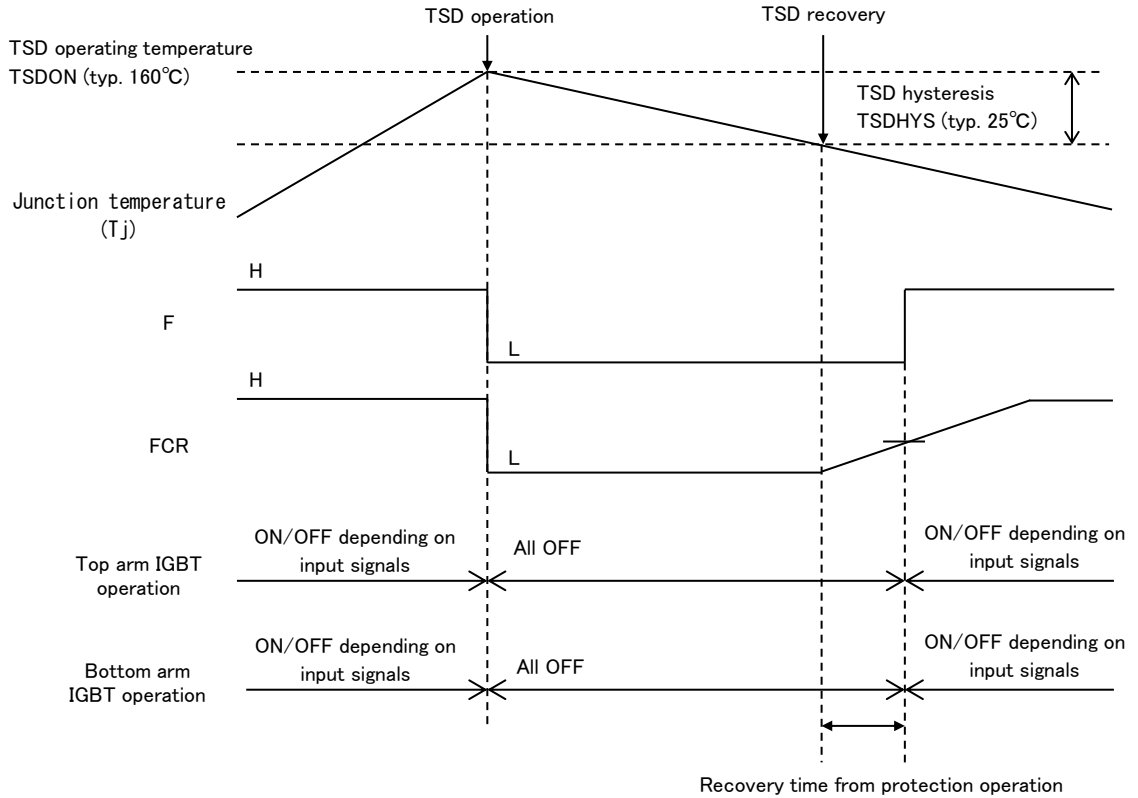 TSD operation
TSD recovery
TSD operating temperature
TSDON (typ. 160℃)
TSD hysteresis
TSDHYS (typ. 25℃)
Junction temperature
(Tj)
H
F
L
H
FCR
L
ON/OFF depending on
input signals
All OFF
ON/OFF depending on
input signals
Top arm IGBT
operation
ON/OFF depending on
input signals
All OFF
ON/OFF depending on
input signals
Bottom arm
IGBT operation
Recovery time from protection operation